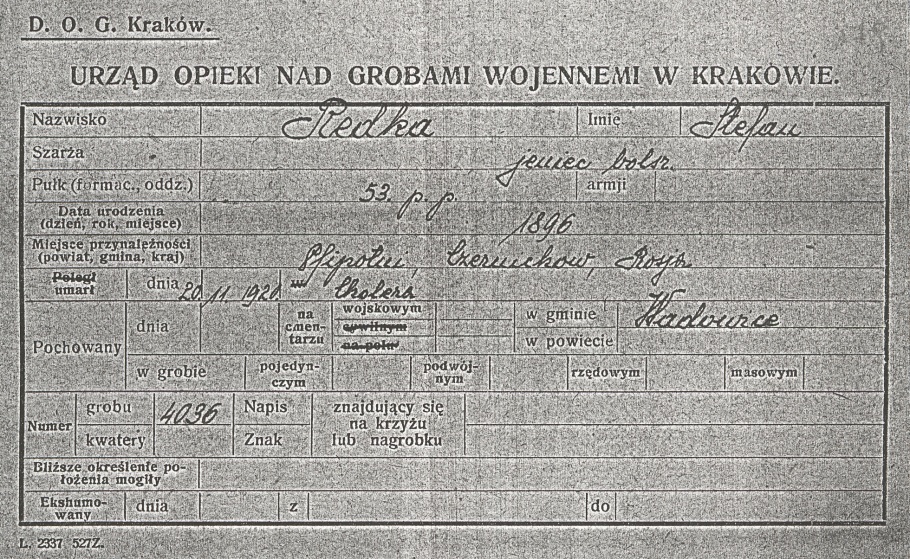 D. O. G. Kraków.
URZĄD OPIEKI NAD GROBAMI WOJENNEMI W KRAKOWIE.
Nazwisko Redka Imię Stefan
Szarża jeniec bolsz.
Pułk (formac., oddz.) 53. p. p. armji
Data urodzenia (dzień, rok, miejsce) 1896
Miejsce przynależności (powiat, gmina, kraj) Czernichow, Rosja
Poległ umarł dnia 20 11 1920 Cholera
Pochowany dnia na cmentarzu wojskowym cywilnym na polu w gminie Wadowice w powiecie
w grobie pojedynczym podwójnym rzędowym masowym
Numer grobu kwatery 4036 Napis Znak znajdujący się na krzyżu lub nagrobku
Bliższe określenie położenia mogiły
Ekshumowany dnia z do
L. 2337 527Z.